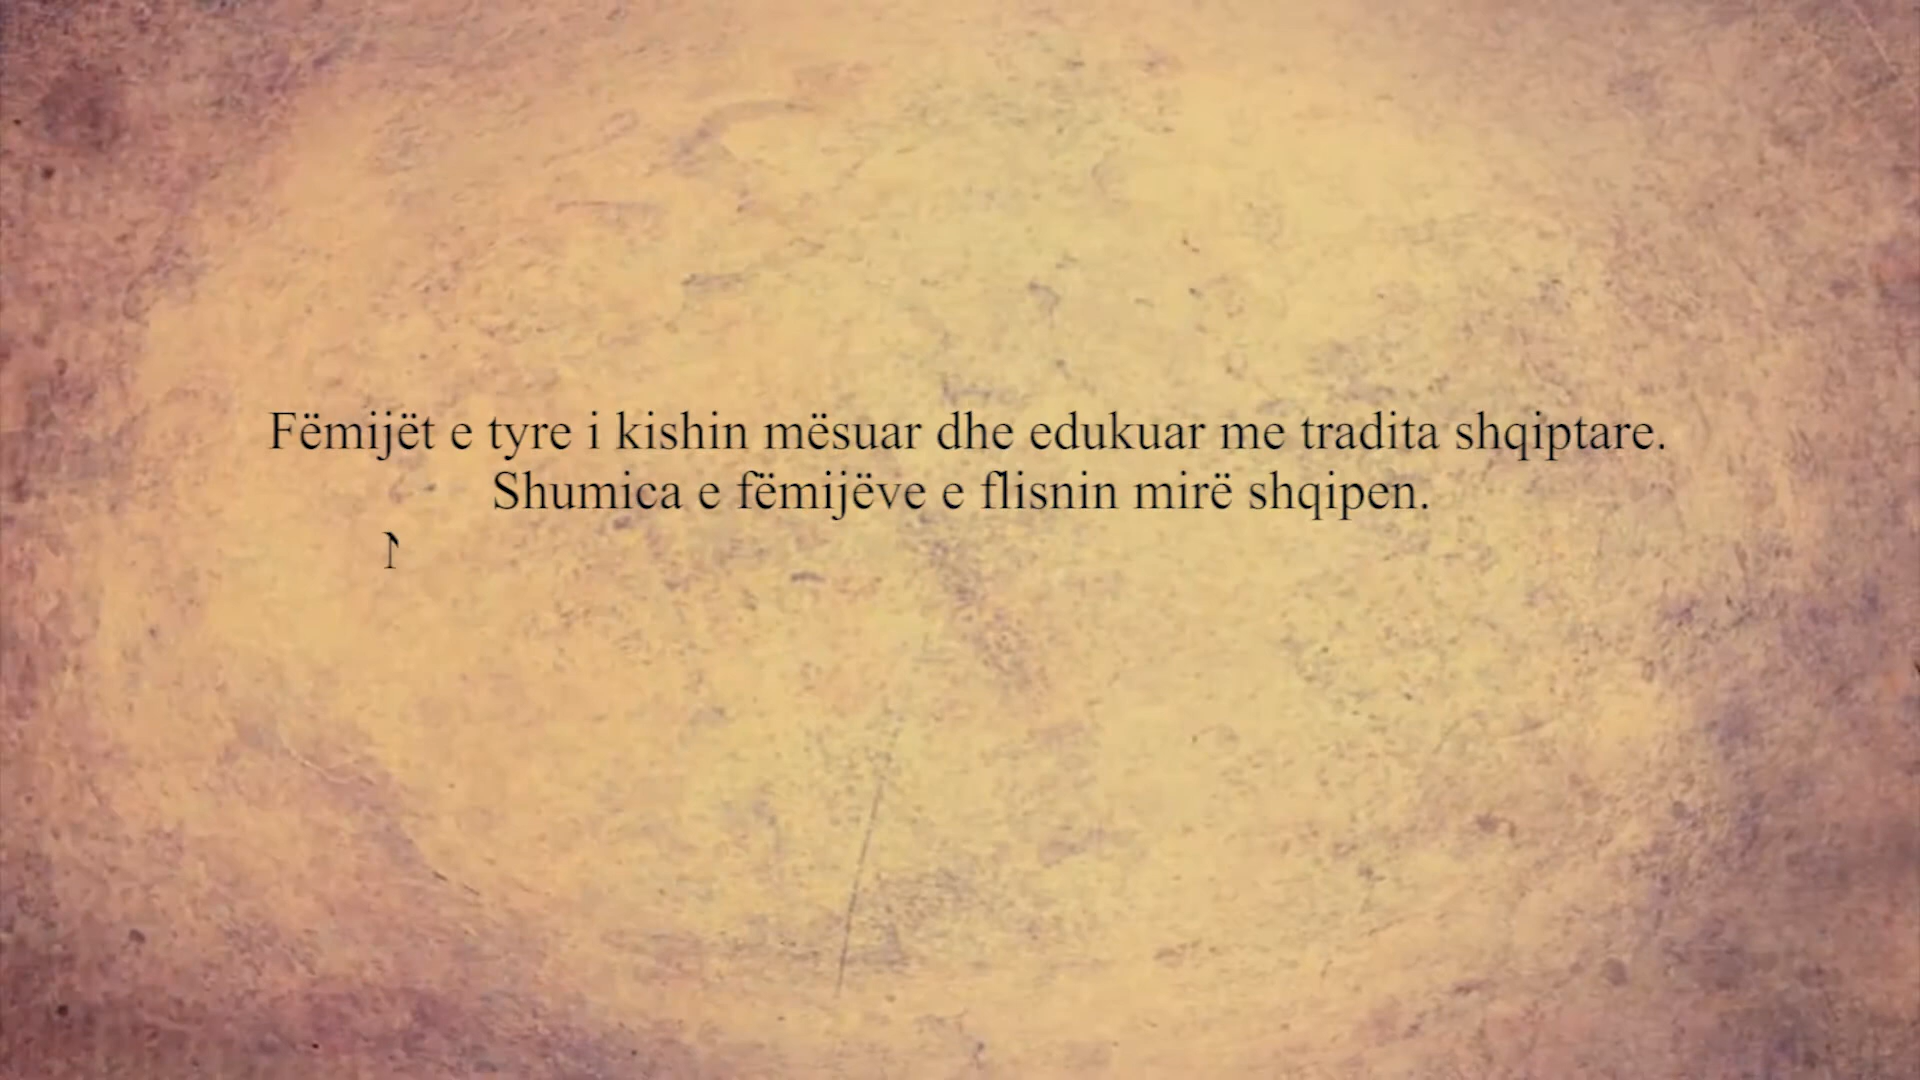 Fëmijët e tyre i kishin mësuar dhe edukuar me tradita shqiptare.
Shumica e fëmijëve e flisnin mirë shqipen.